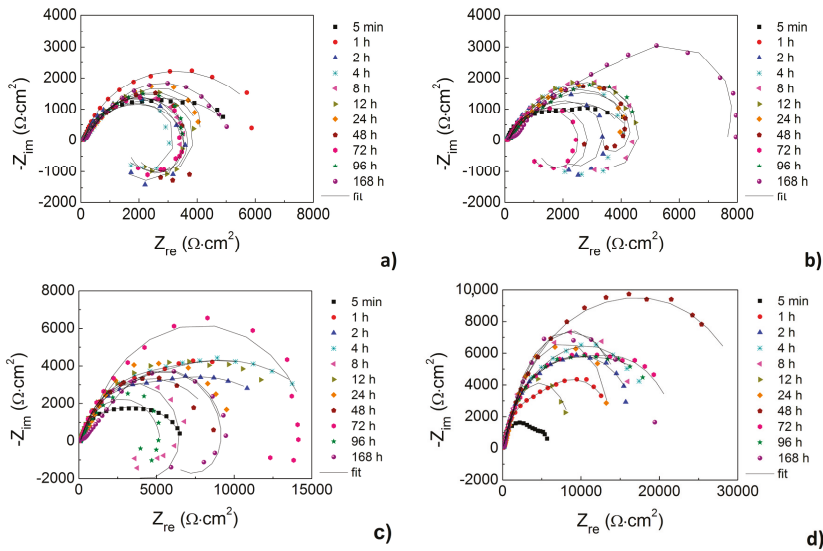 4000
3000
2000
1000
0
-1000
-2000
-Z_im (Ω·cm²)
0 2000 4000 6000 8000
Z_re (Ω·cm²)
5 min
1 h
2 h
4 h
8 h
12 h
24 h
48 h
72 h
96 h
168 h
fit
a)
4000
3000
2000
1000
0
-1000
-2000
-Z_im (Ω·cm²)
0 2000 4000 6000 8000
Z_re (Ω·cm²)
5 min
1 h
2 h
4 h
8 h
12 h
24 h
48 h
72 h
96 h
168 h
fit
b)
8000
6000
4000
2000
0
-2000
-Z_im (Ω·cm²)
0 5000 10000 15000
Z_re (Ω·cm²)
5 min
1 h
2 h
4 h
8 h
12 h
24 h
48 h
72 h
96 h
168 h
fit
c)
10,000
8000
6000
4000
2000
0
-2000
-Z_im (Ω·cm²)
0 10000 20000 30000
Z_re (Ω·cm²)
5 min
1 h
2 h
4 h
8 h
12 h
24 h
48 h
72 h
96 h
168 h
fit
d)